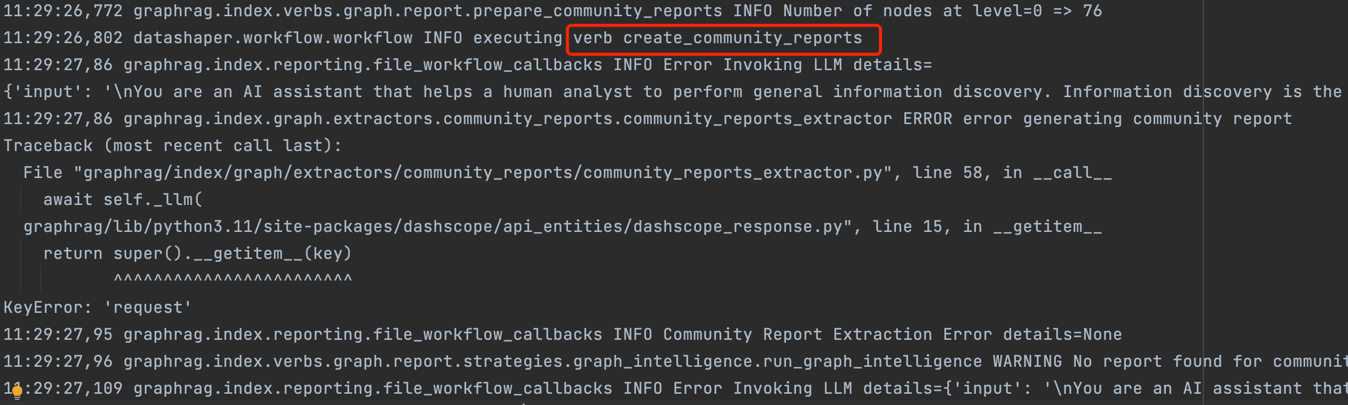 11:29:26,772 graphrag.index.verbs.graph.report.prepare_community_reports INFO Number of nodes at level=0 => 76
11:29:26,802 datashaper.workflow.workflow INFO executing verb create_community_reports
11:29:27,86 graphrag.index.reporting.file_workflow_callbacks INFO Error Invoking LLM details=
{'input': '\nYou are an AI assistant that helps a human analyst to perform general information discovery. Information discovery is the
11:29:27,86 graphrag.index.graph.extractors.community_reports.community_reports_extractor ERROR error generating community report
Traceback (most recent call last):
  File "graphrag/index/graph/extractors/community_reports/community_reports_extractor.py", line 58, in __call__
    await self._llm(
  graphrag/lib/python3.11/site-packages/dashscope/api_entities/dashscope_response.py", line 15, in __getitem__
    return super().__getitem__(key)
           ^^^^^^^^^^^^^^^^^^^^^^^^
KeyError: 'request'
11:29:27,95 graphrag.index.reporting.file_workflow_callbacks INFO Community Report Extraction Error details=None
11:29:27,96 graphrag.index.verbs.graph.report.strategies.graph_intelligence.run_graph_intelligence WARNING No report found for communit
11:29:27,109 graphrag.index.reporting.file_workflow_callbacks INFO Error Invoking LLM details={'input': '\nYou are an AI assistant that